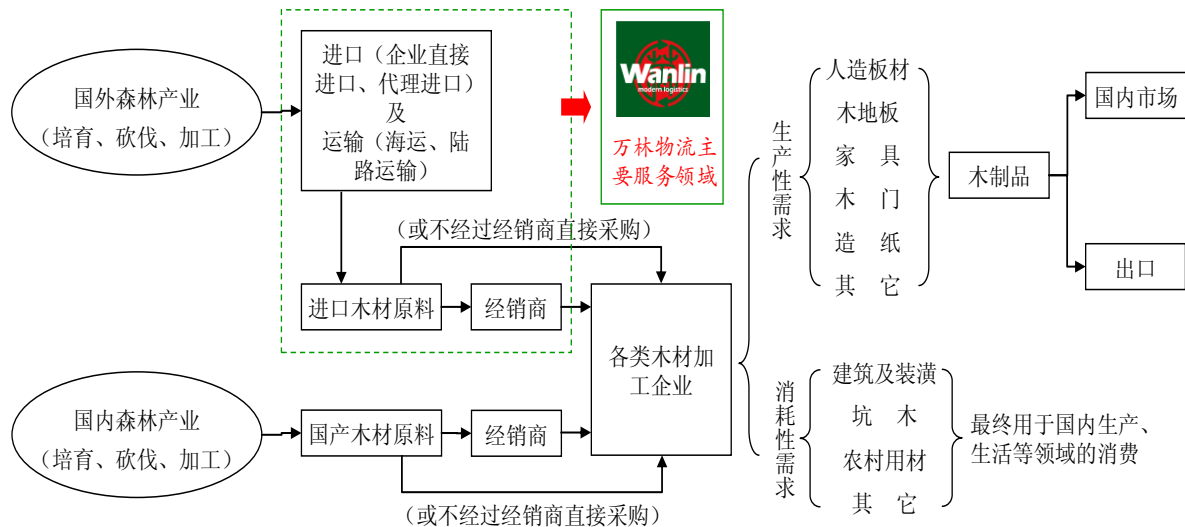 国外森林产业
（培育、砍伐、加工）
进口（企业直接
进口、代理进口）
及
运输（海运、陆
路运输）
Wanlin
modern logistics
万林物流主
要服务领域
（或不经过经销商直接采购）
进口木材原料
经销商
国内森林产业
（培育、砍伐、加工）
国产木材原料
经销商
（或不经过经销商直接采购）
各类木材加
工企业
生产性需求
人造板材
木地板
家 具
木 门
造 纸
其 它
木制品
国内市场
出口
消耗性需求
建筑及装潢
坑 木
农村用材
其 它
最终用于国内生产、
生活等领域的消费